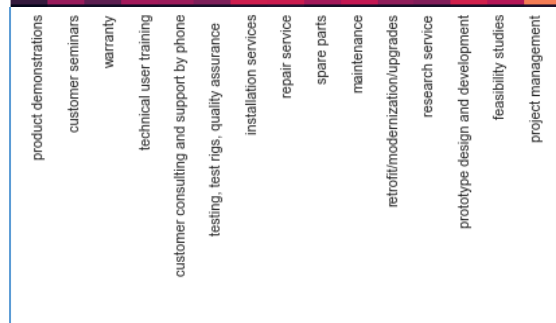 product demonstrations
customer seminars
warranty
technical user training
customer consulting and support by phone
testing, test rigs, quality assurance
installation services
repair service
spare parts
maintenance
retrofit/modernization/upgrades
research service
prototype design and development
feasibility studies
project management